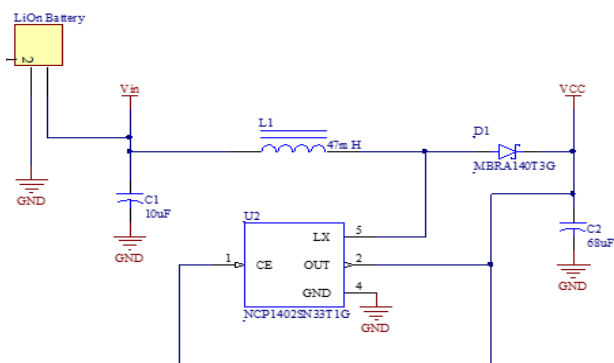 LiOn Battery
1
2
Vin
VCC
L1
47m H
D1
MBRA140T3G
GND
C1
10uF
U2
LX
5
C2
68uF
1
CE
OUT
2
GND
GND
4
GND
NCP1402SN33T1G
GND